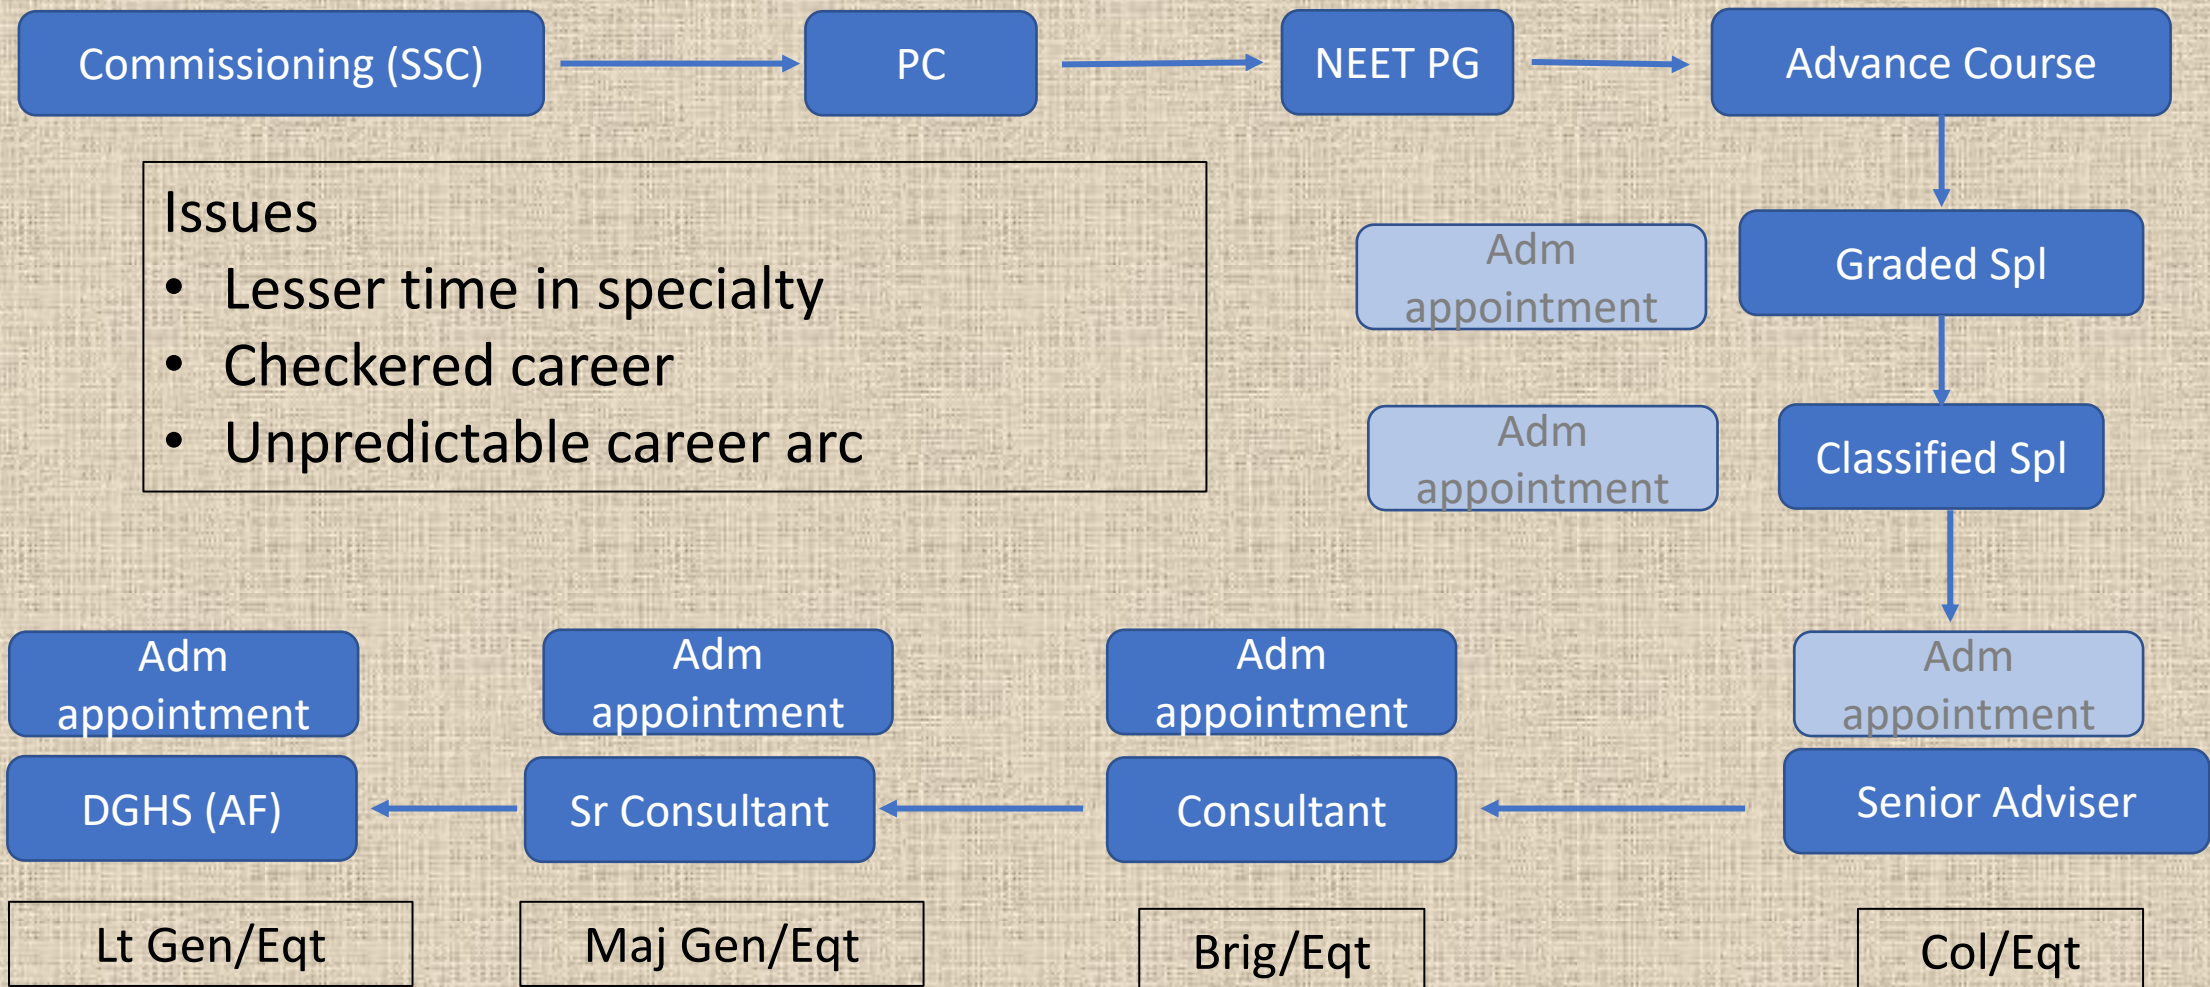 Commissioning (SSC)
PC
NEET PG
Advance Course
Issues
• Lesser time in specialty
• Checkered career
• Unpredictable career arc
Adm
appointment
Graded Spl
Adm
appointment
Classified Spl
Adm
appointment
Adm
appointment
Adm
appointment
Adm
appointment
DGHS (AF)
Sr Consultant
Consultant
Senior Adviser
Lt Gen/Eqt
Maj Gen/Eqt
Brig/Eqt
Col/Eqt